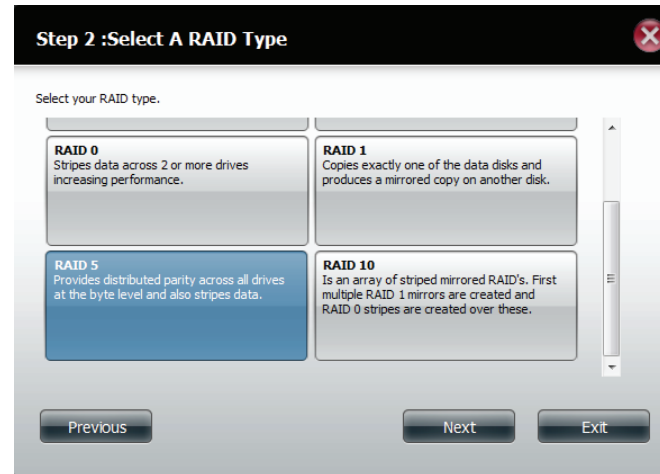 Step 2 :Select A RAID Type
Select your RAID type.
RAID 0
Stripes data across 2 or more drives
increasing performance.
RAID 1
Copies exactly one of the data disks and
produces a mirrored copy on another disk.
RAID 5
Provides distributed parity across all drives
at the byte level and also stripes data.
RAID 10
Is an array of striped mirrored RAID's. First
multiple RAID 1 mirrors are created and
RAID 0 stripes are created over these.
Previous
Next
Exit